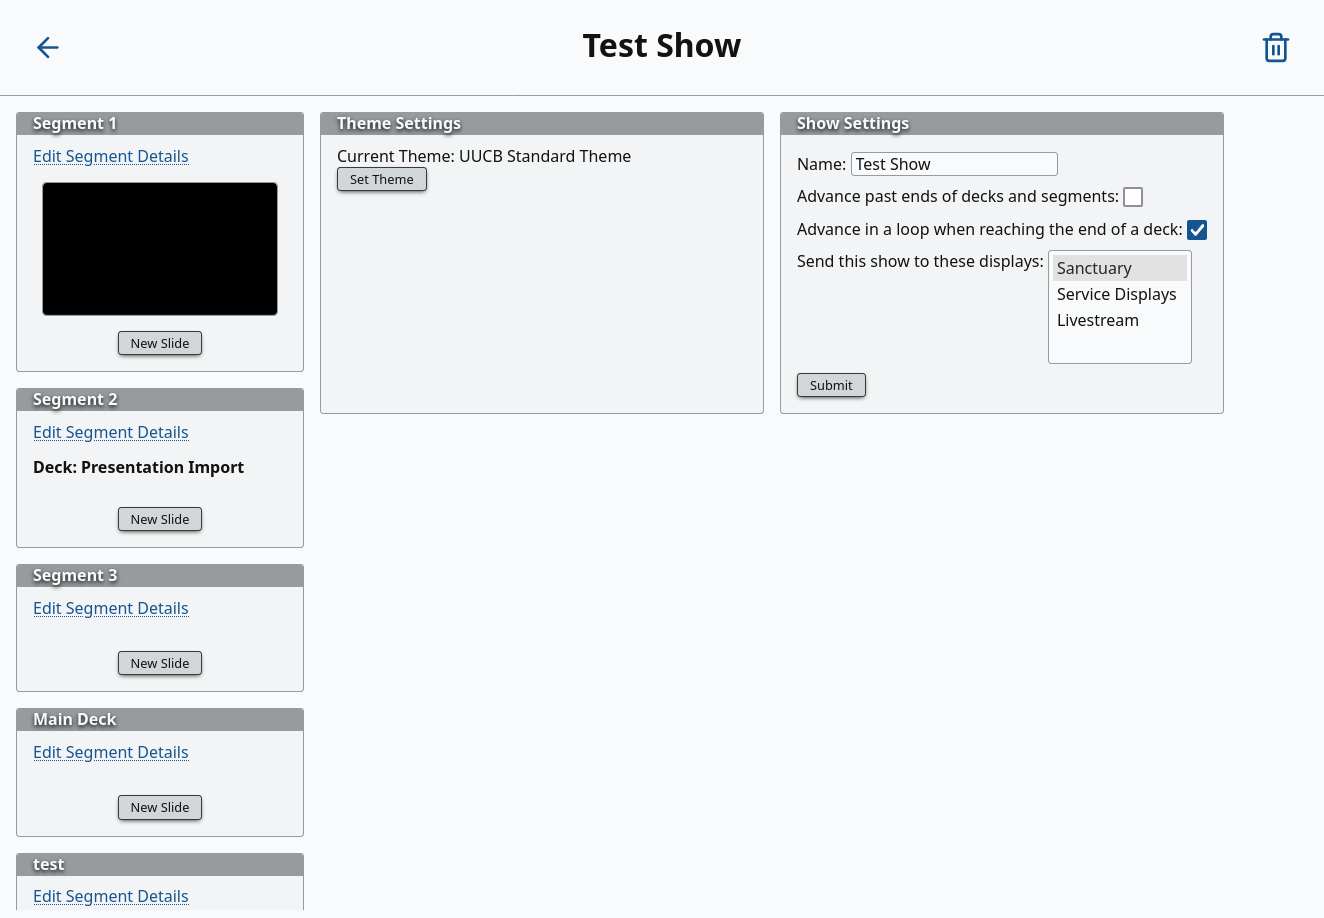 Test Show
Segment 1
Edit Segment Details
New Slide
Segment 2
Edit Segment Details
Deck: Presentation Import
New Slide
Segment 3
Edit Segment Details
New Slide
Main Deck
Edit Segment Details
New Slide
test
Edit Segment Details
Theme Settings
Current Theme: UUCB Standard Theme
Set Theme
Show Settings
Name: Test Show
Advance past ends of decks and segments:
Advance in a loop when reaching the end of a deck:
Send this show to these displays: Sanctuary
Service Displays
Livestream
Submit